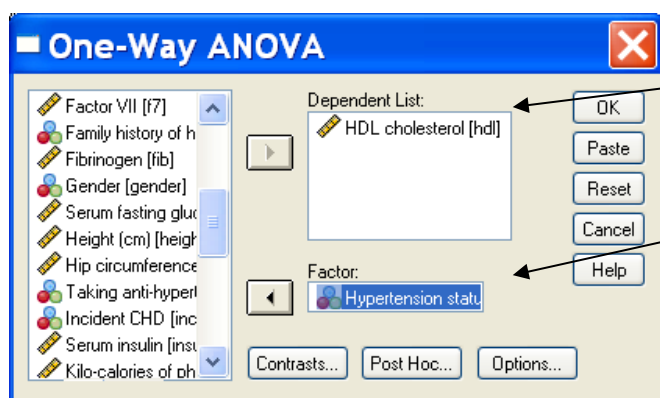 One-Way ANOVA
Factor VII [f7]
Family history of h
Fibrinogen [fib]
Gender [gender]
Serum fasting gluc
Height (cm) [heigh
Hip circumference
Taking anti-hypert
Incident CHD [inc
Serum insulin [insu
Kilo-calories of ph
Dependent List:
HDL cholesterol [hdl]
Factor:
Hypertension statu
OK
Paste
Reset
Cancel
Help
Contrasts...
Post Hoc...
Options...